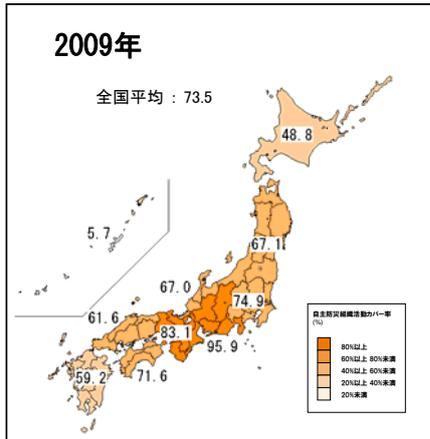 2009年
全国平均 : 73.5
48.8
5.7
67.1
67.0
74.9
61.6
83.1
95.9
59.2
71.6
自主防災組織活動カバー率
(%)
80%以上
60%以上 80%未満
40%以上 60%未満
20%以上 40%未満
20%未満